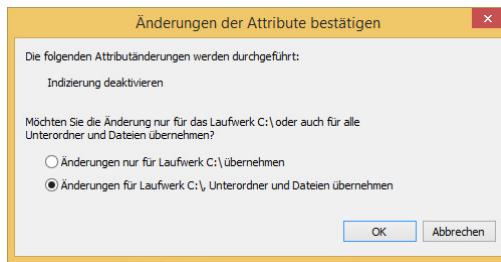 Änderungen der Attribute bestätigen
Die folgenden Attributänderungen werden durchgeführt:
Indizierung deaktivieren
Möchten Sie die Änderung nur für das Laufwerk C:\ oder auch für alle
Unterordner und Dateien übernehmen?
Änderungen nur für Laufwerk C:\ übernehmen
Änderungen für Laufwerk C:\, Unterordner und Dateien übernehmen
OK
Abbrechen